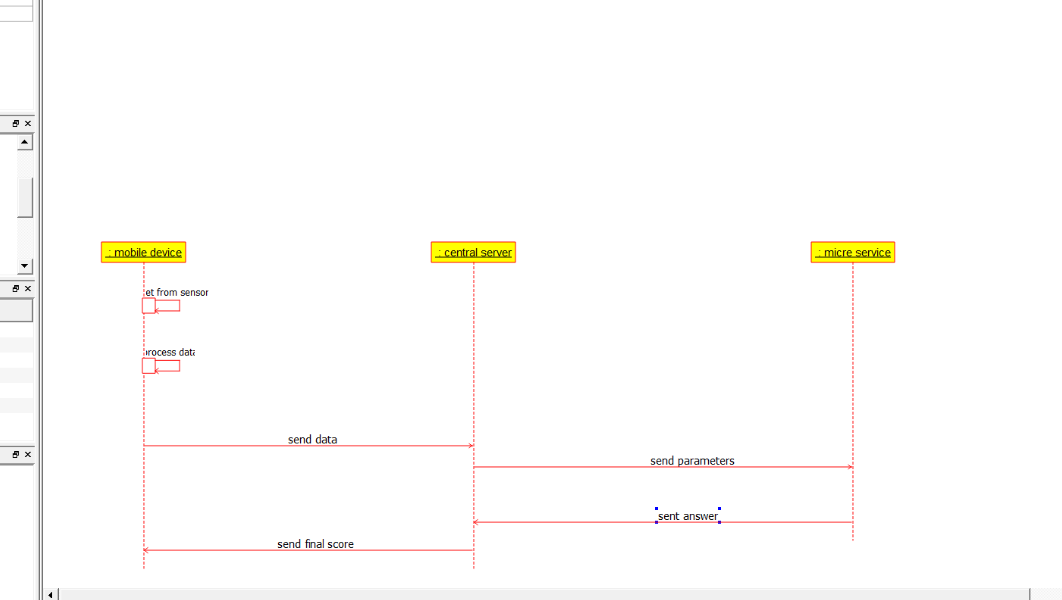 : mobile device
: central server
: micre service
et from sensor
rocess data
send data
send parameters
sent answer
send final score